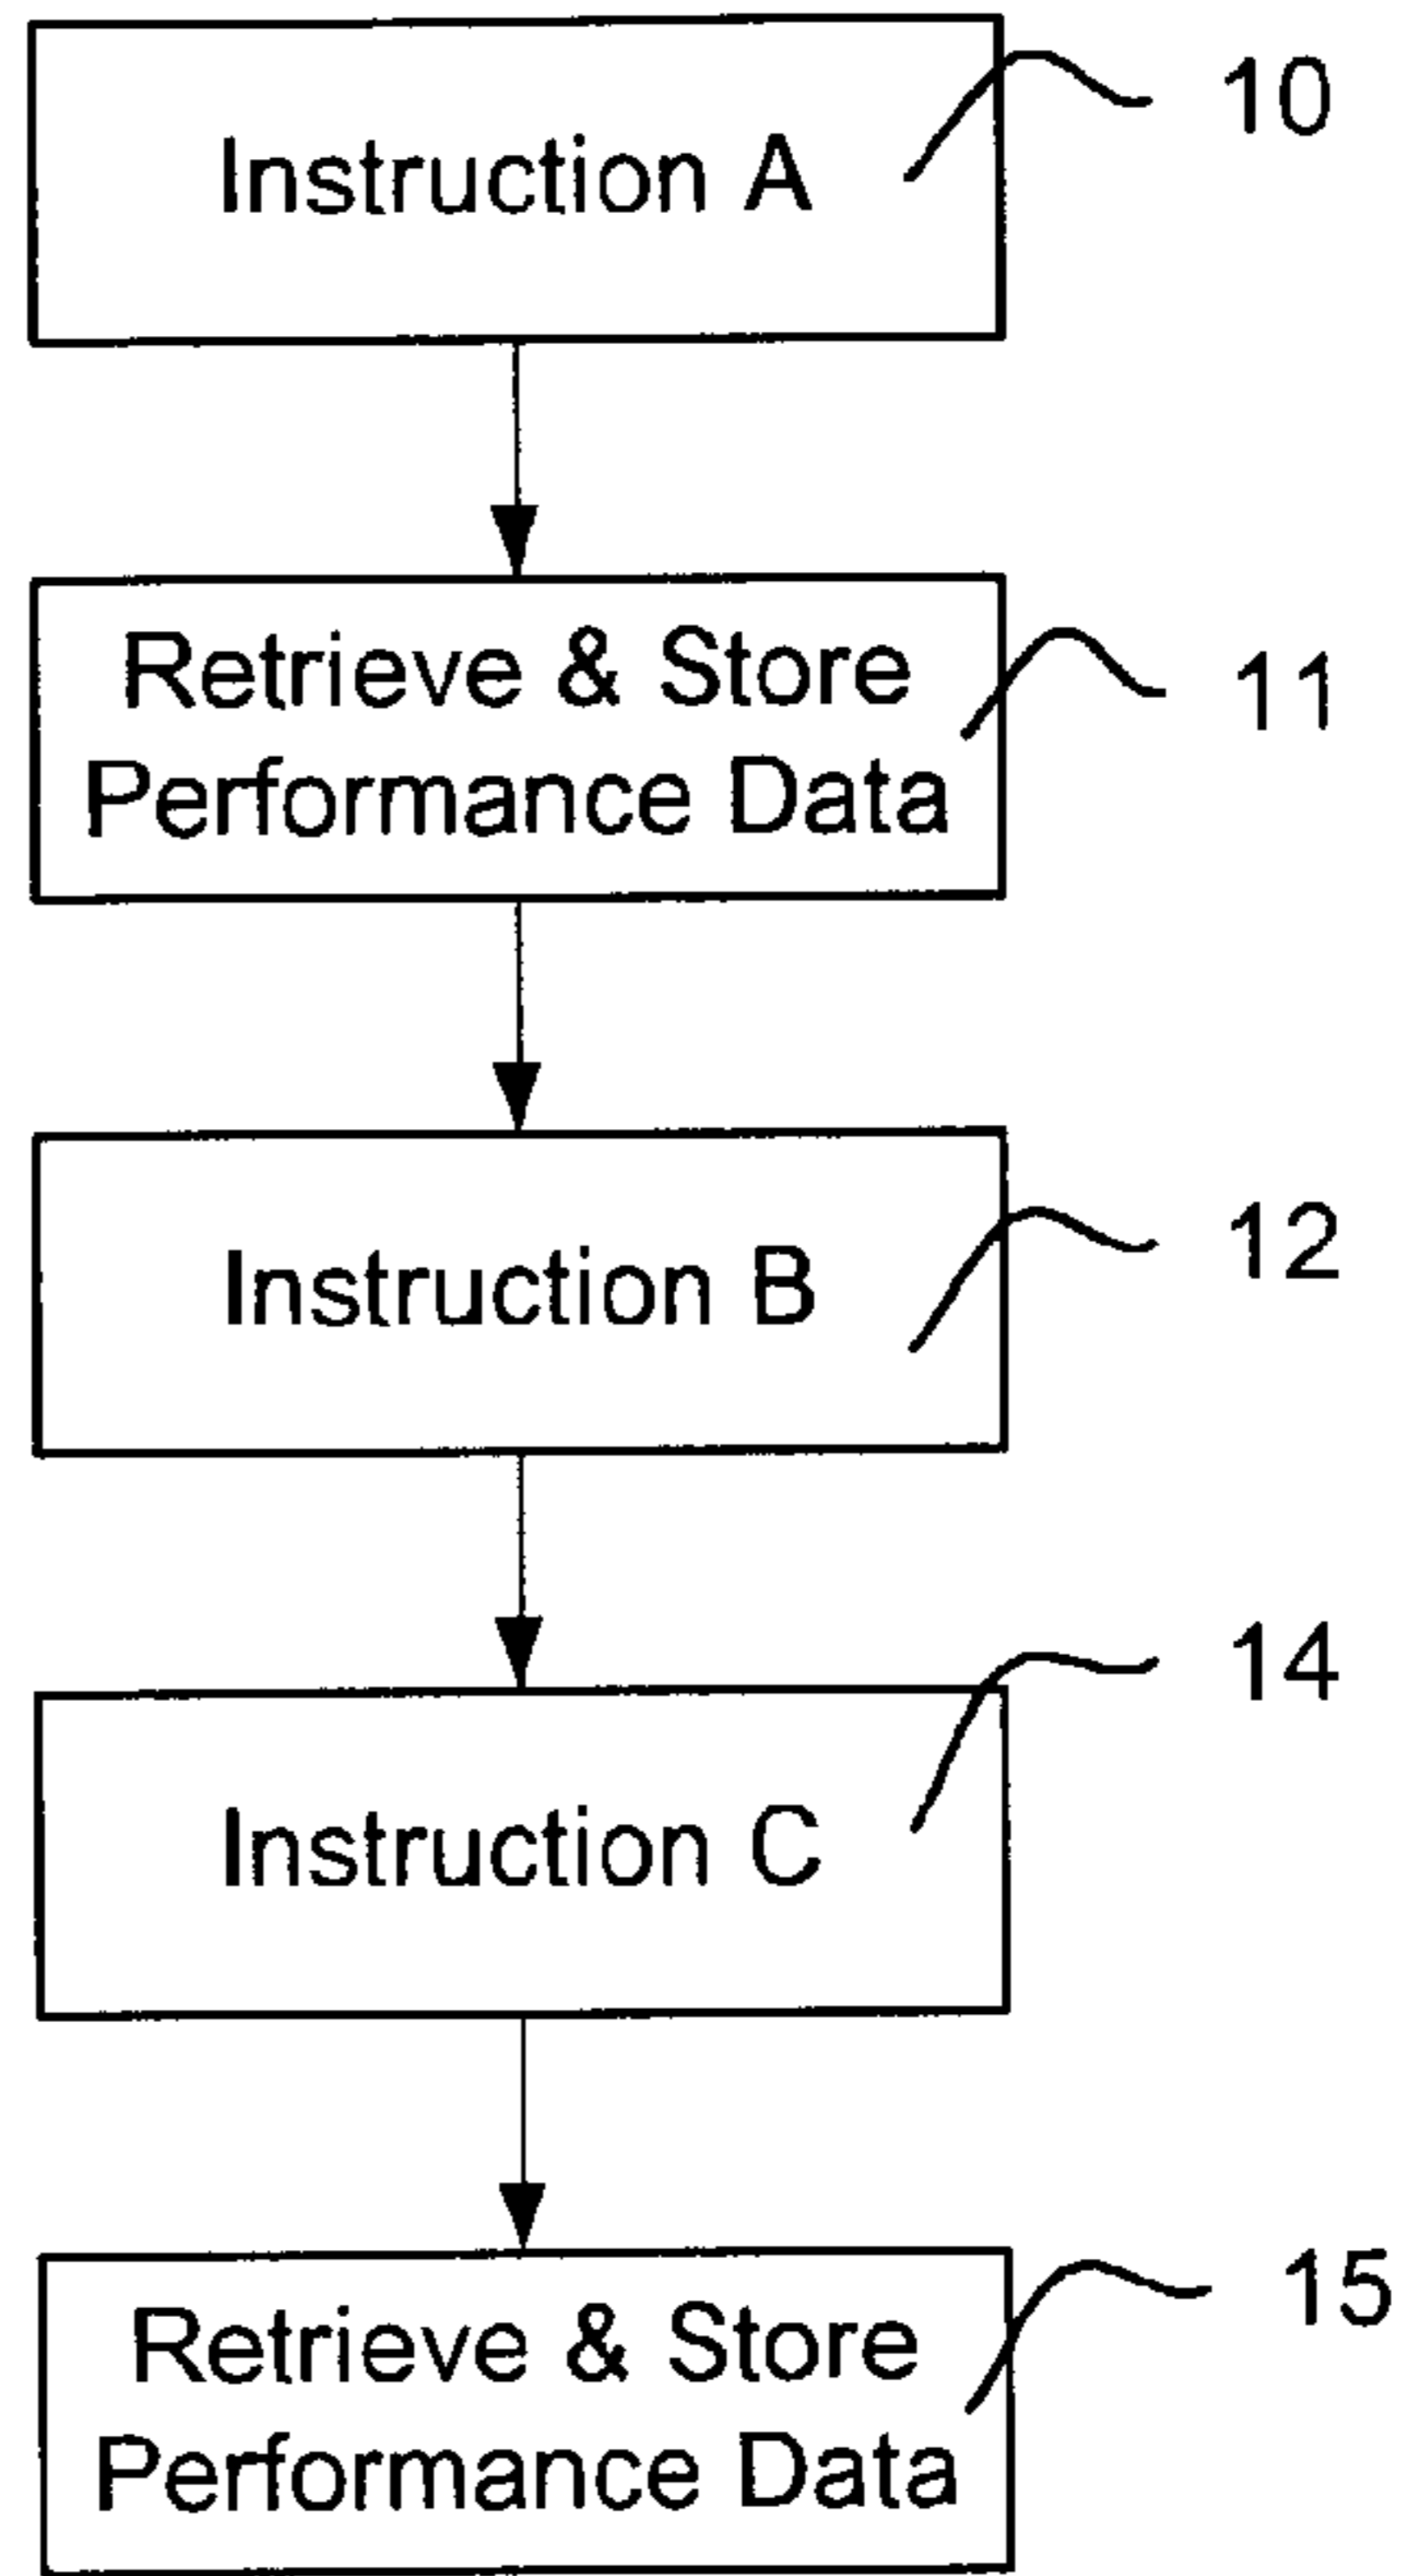 Instruction A
10
Retrieve & Store
Performance Data
11
Instruction B
12
Instruction C
14
Retrieve & Store
Performance Data
15